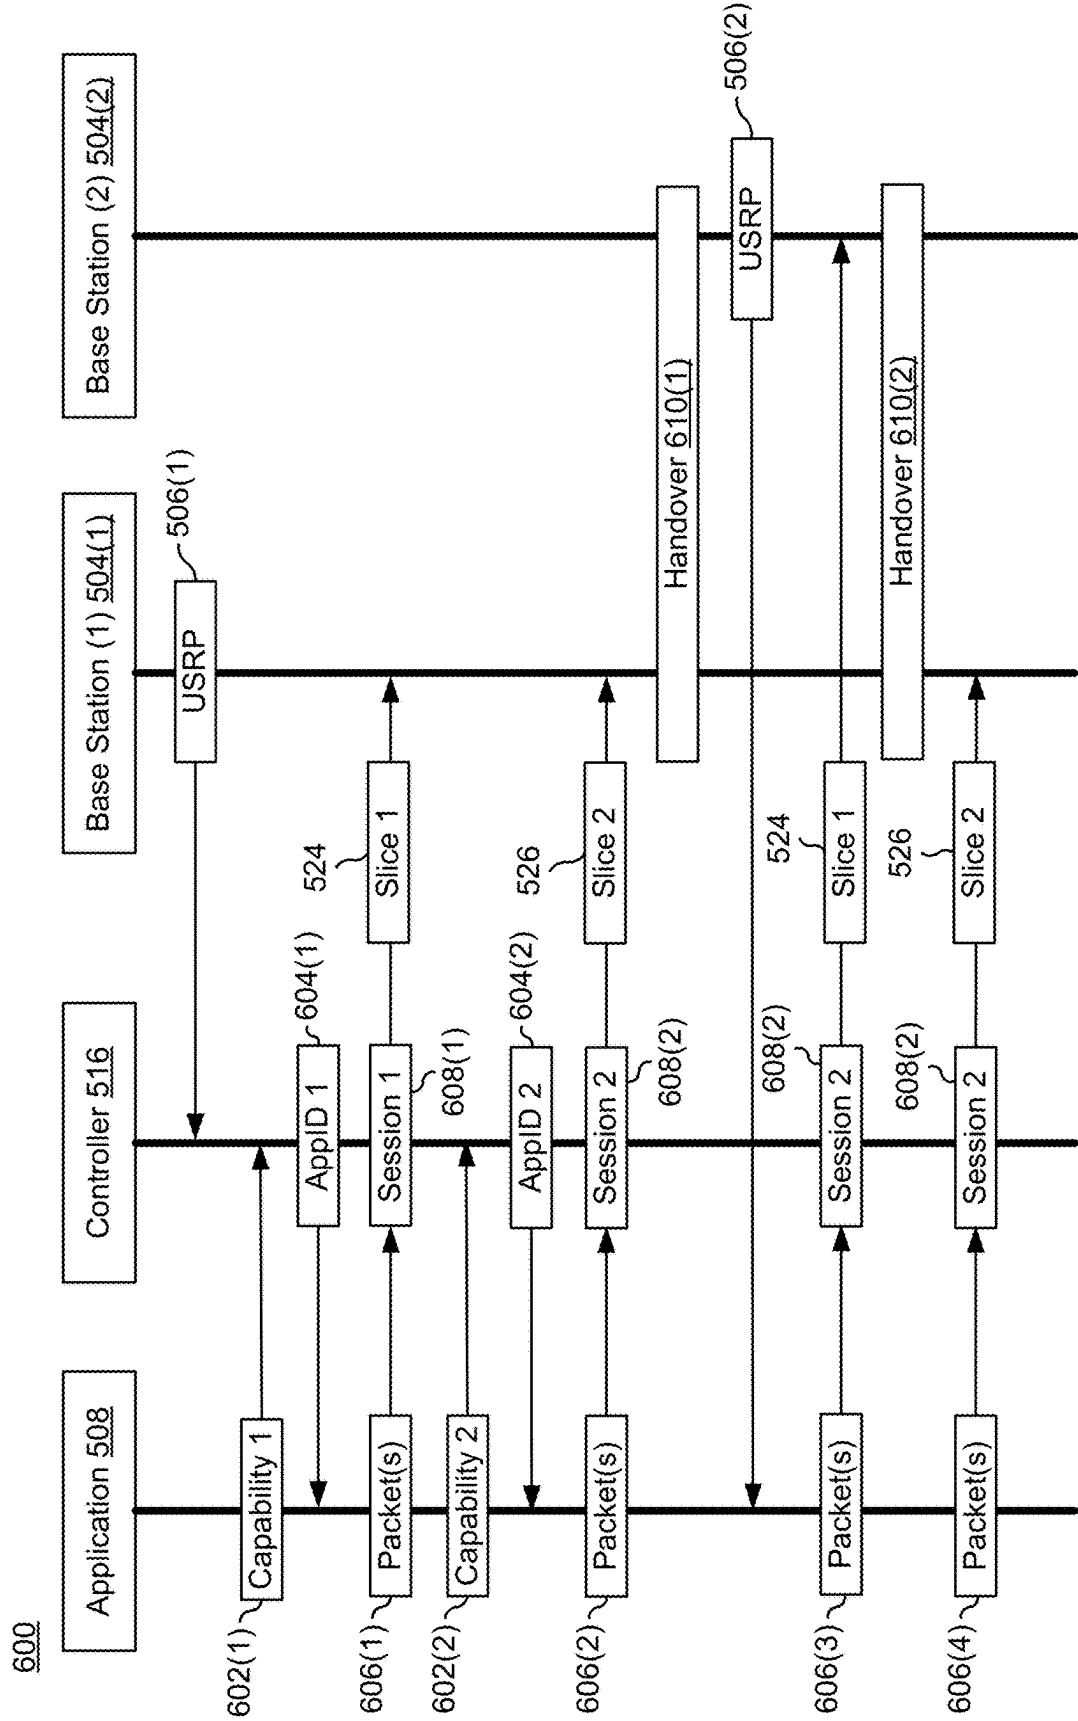 600
Application 508
Controller 516
Base Station (1) 504(1)
Base Station (2) 504(2)
USRP
506(1)
602(1)
Capability 1
AppID 1
604(1)
606(1)
Packet(s)
Session 1
608(1)
Slice 1
524
602(2)
Capability 2
AppID 2
604(2)
606(2)
Packet(s)
Session 2
608(2)
Slice 2
526
Handover 610(1)
USRP
506(2)
606(3)
Packet(s)
Session 2
608(2)
Slice 1
524
Handover 610(2)
606(4)
Packet(s)
Session 2
608(2)
Slice 2
526